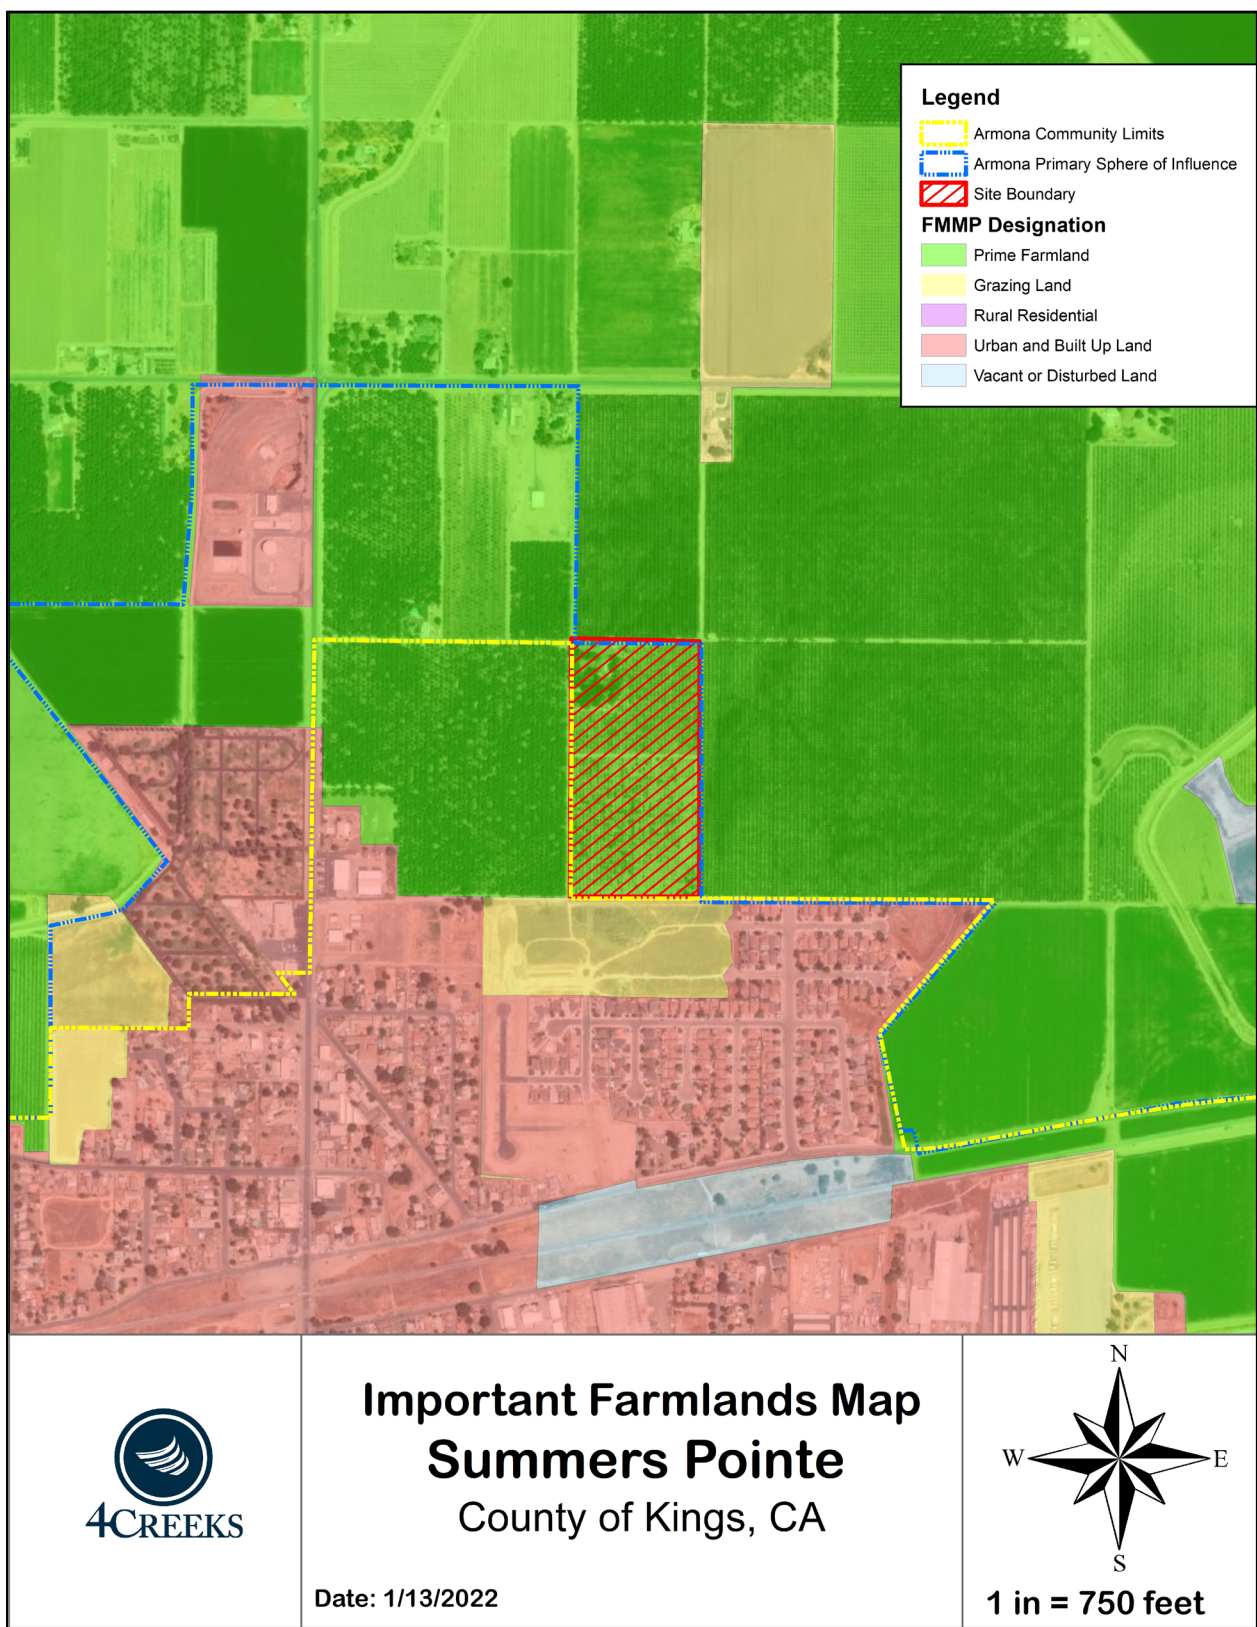 Legend
Armona Community Limits
Armona Primary Sphere of Influence
Site Boundary
FMMP Designation
Prime Farmland
Grazing Land
Rural Residential
Urban and Built Up Land
Vacant or Disturbed Land
4CREEKS
Important Farmlands Map
Summers Pointe
County of Kings, CA
Date: 1/13/2022
N
W
E
S
1 in = 750 feet